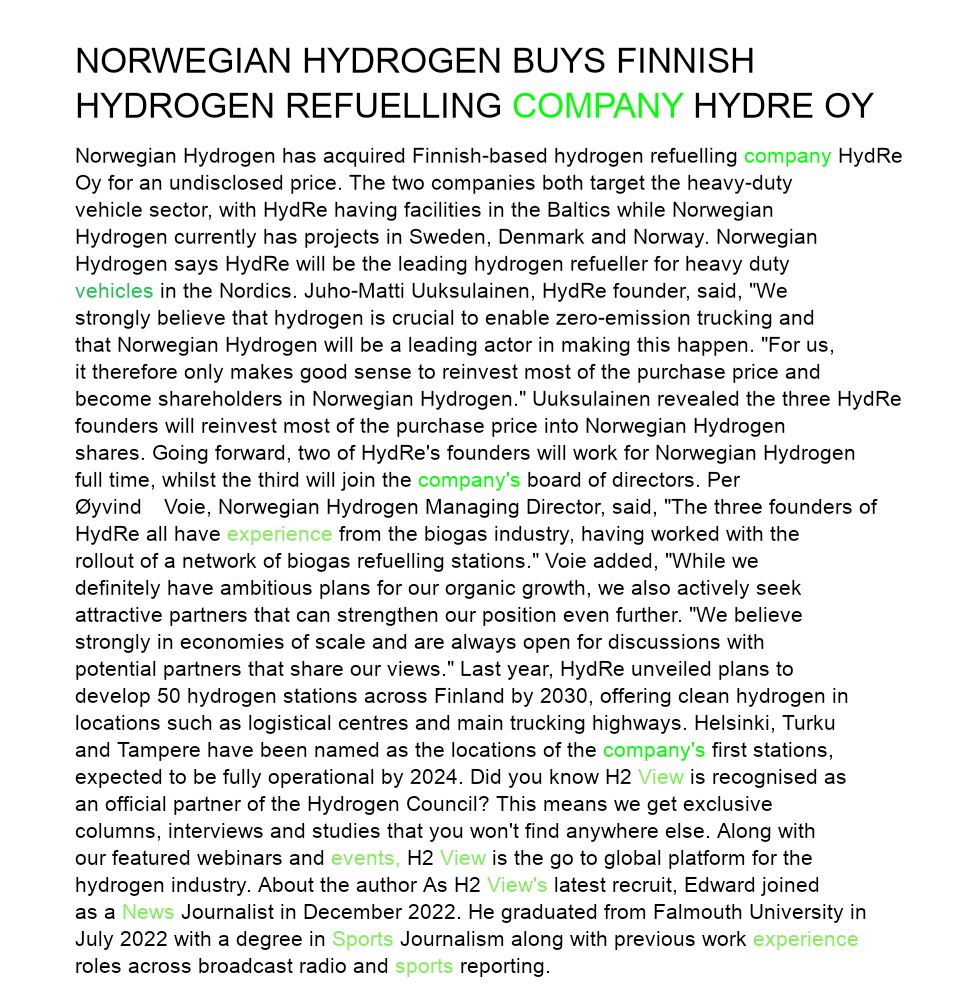 NORWEGIAN HYDROGEN BUYS FINNISH
HYDROGEN REFUELLING COMPANY HYDRE OY
Norwegian Hydrogen has acquired Finnish-based hydrogen refuelling company HydRe
Oy for an undisclosed price. The two companies both target the heavy-duty
vehicle sector, with HydRe having facilities in the Baltics while Norwegian
Hydrogen currently has projects in Sweden, Denmark and Norway. Norwegian
Hydrogen says HydRe will be the leading hydrogen refueller for heavy duty
vehicles in the Nordics. Juho-Matti Uuksulainen, HydRe founder, said, "We
strongly believe that hydrogen is crucial to enable zero-emission trucking and
that Norwegian Hydrogen will be a leading actor in making this happen. "For us,
it therefore only makes good sense to reinvest most of the purchase price and
become shareholders in Norwegian Hydrogen." Uuksulainen revealed the three HydRe
founders will reinvest most of the purchase price into Norwegian Hydrogen
shares. Going forward, two of HydRe's founders will work for Norwegian Hydrogen
full time, whilst the third will join the company's board of directors. Per
Øyvind Voie, Norwegian Hydrogen Managing Director, said, "The three founders of
HydRe all have experience from the biogas industry, having worked with the
rollout of a network of biogas refuelling stations." Voie added, "While we
definitely have ambitious plans for our organic growth, we also actively seek
attractive partners that can strengthen our position even further. "We believe
strongly in economies of scale and are always open for discussions with
potential partners that share our views." Last year, HydRe unveiled plans to
develop 50 hydrogen stations across Finland by 2030, offering clean hydrogen in
locations such as logistical centres and main trucking highways. Helsinki, Turku
and Tampere have been named as the locations of the company's first stations,
expected to be fully operational by 2024. Did you know H2 View is recognised as
an official partner of the Hydrogen Council? This means we get exclusive
columns, interviews and studies that you won't find anywhere else. Along with
our featured webinars and events, H2 View is the go to global platform for the
hydrogen industry. About the author As H2 View's latest recruit, Edward joined
as a News Journalist in December 2022. He graduated from Falmouth University in
July 2022 with a degree in Sports Journalism along with previous work experience
roles across broadcast radio and sports reporting.